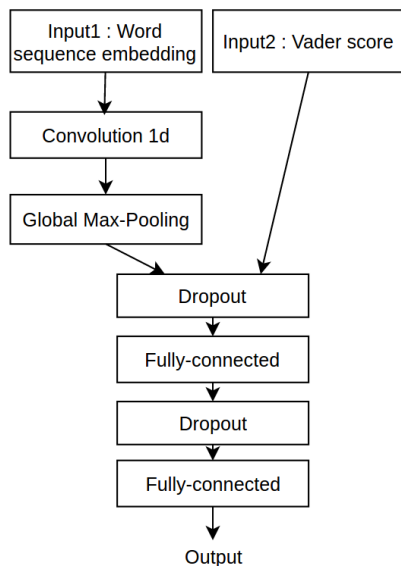 Input1 : Word
sequence embedding
Input2 : Vader score
Convolution 1d
Global Max-Pooling
Dropout
Fully-connected
Dropout
Fully-connected
Output